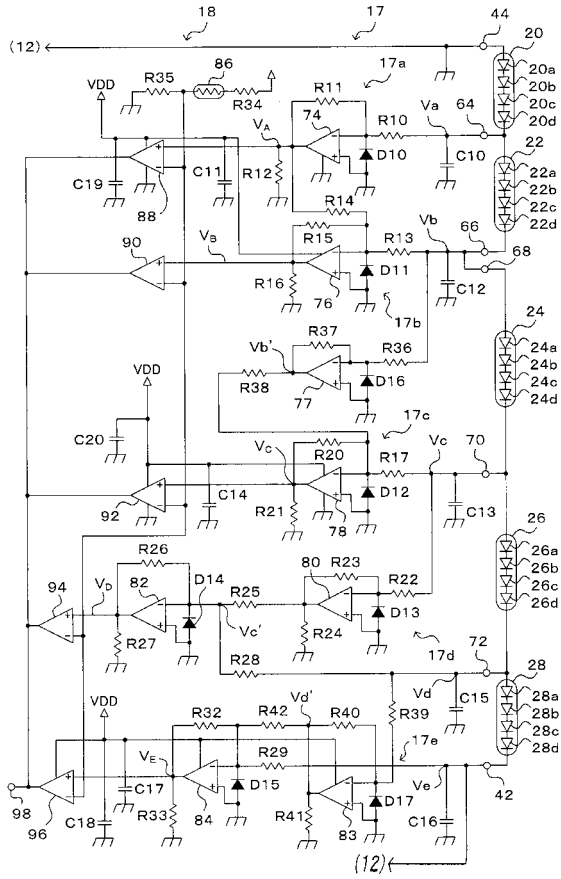 18 17 44
(12) 20
VDD R35 86 R11 17a 20a
R34 20b
74 R10 Va 64 20c
20d
VA 22
R12 D10 C10
C19 C11 R14 22a
88 22b
R15 Vb 22c
90 VB R13 66 22d
68
R16 D11 C12
76 17b
R37 24
Vb' R36 24a
R38 24b
77 D16 24c
VDD 24d
17c
C20 VC R20 R17 Vc 70
92 C14 D12 C13
R21 78 26
R26 26a
D14 80 R23 26b
94 VD 82 R25 R22 26c
26d
R27 Vc' R24 D13
17d 72
R28 28
Vd C15
VDD R32 R42 Vd' R40 R39 28a
28b
VE R29 17e 28c
28d
98 C17 D15 D17 Ve 42
96 C18 R33 84 R41 83 C16
(12)